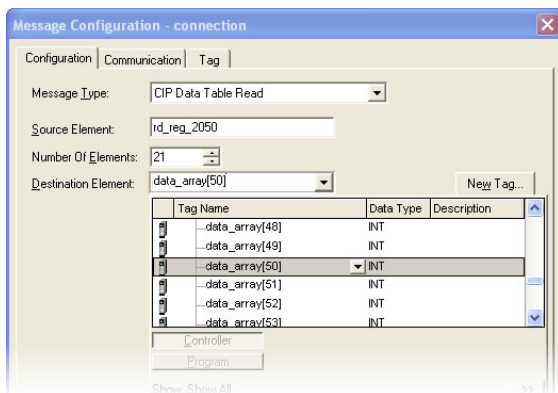 Message Configuration - connection
Configuration Communication Tag
Message Type: CIP Data Table Read
Source Element: rd_reg_2050
Number Of Elements: 21
Destination Element: data_array[50] New Tag...
Tag Name Data Type Description
data_array[48] INT
data_array[49] INT
data_array[50] INT
data_array[51] INT
data_array[52] INT
data_array[53] INT
Controller
Program
Show: Show All >>